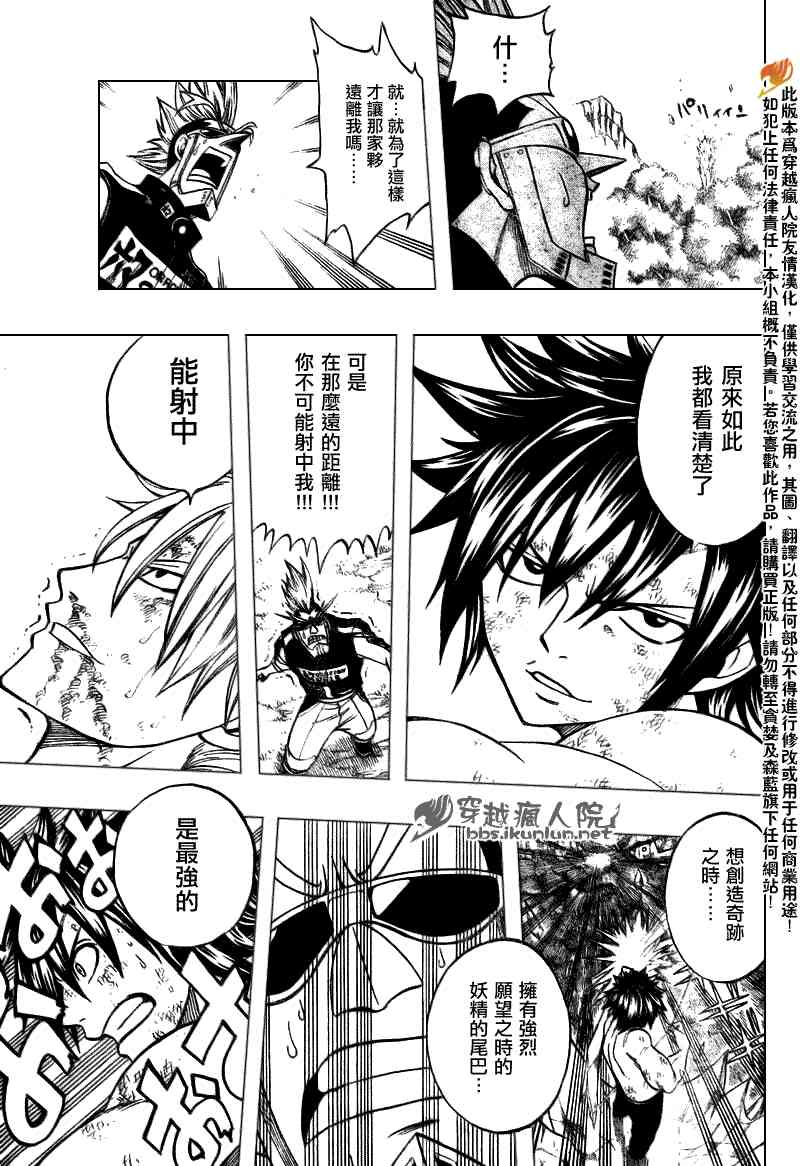 什…
パリィィン
就…就為了這樣
才讓那家夥
遠離我嗎……
原來如此
我都看清楚了
可是
在那麼遠的距離!!!
你不可能射中我!!!
能射中
想創造奇跡
之時……
擁有強烈
願望之時的
妖精的尾巴…
是最強的
穿越瘋人院
bbs.ikunlun.net
此版本爲穿越瘋人院友情漢化，僅供學習交流之用，其圖、翻譯以及任何部分不得進行修改或用于任何商業用途！
如犯上任何法律責任，本小組概不負責。若您喜歡此作品，請購買正版！請勿轉至貪婪及森藍旗下任何網站！